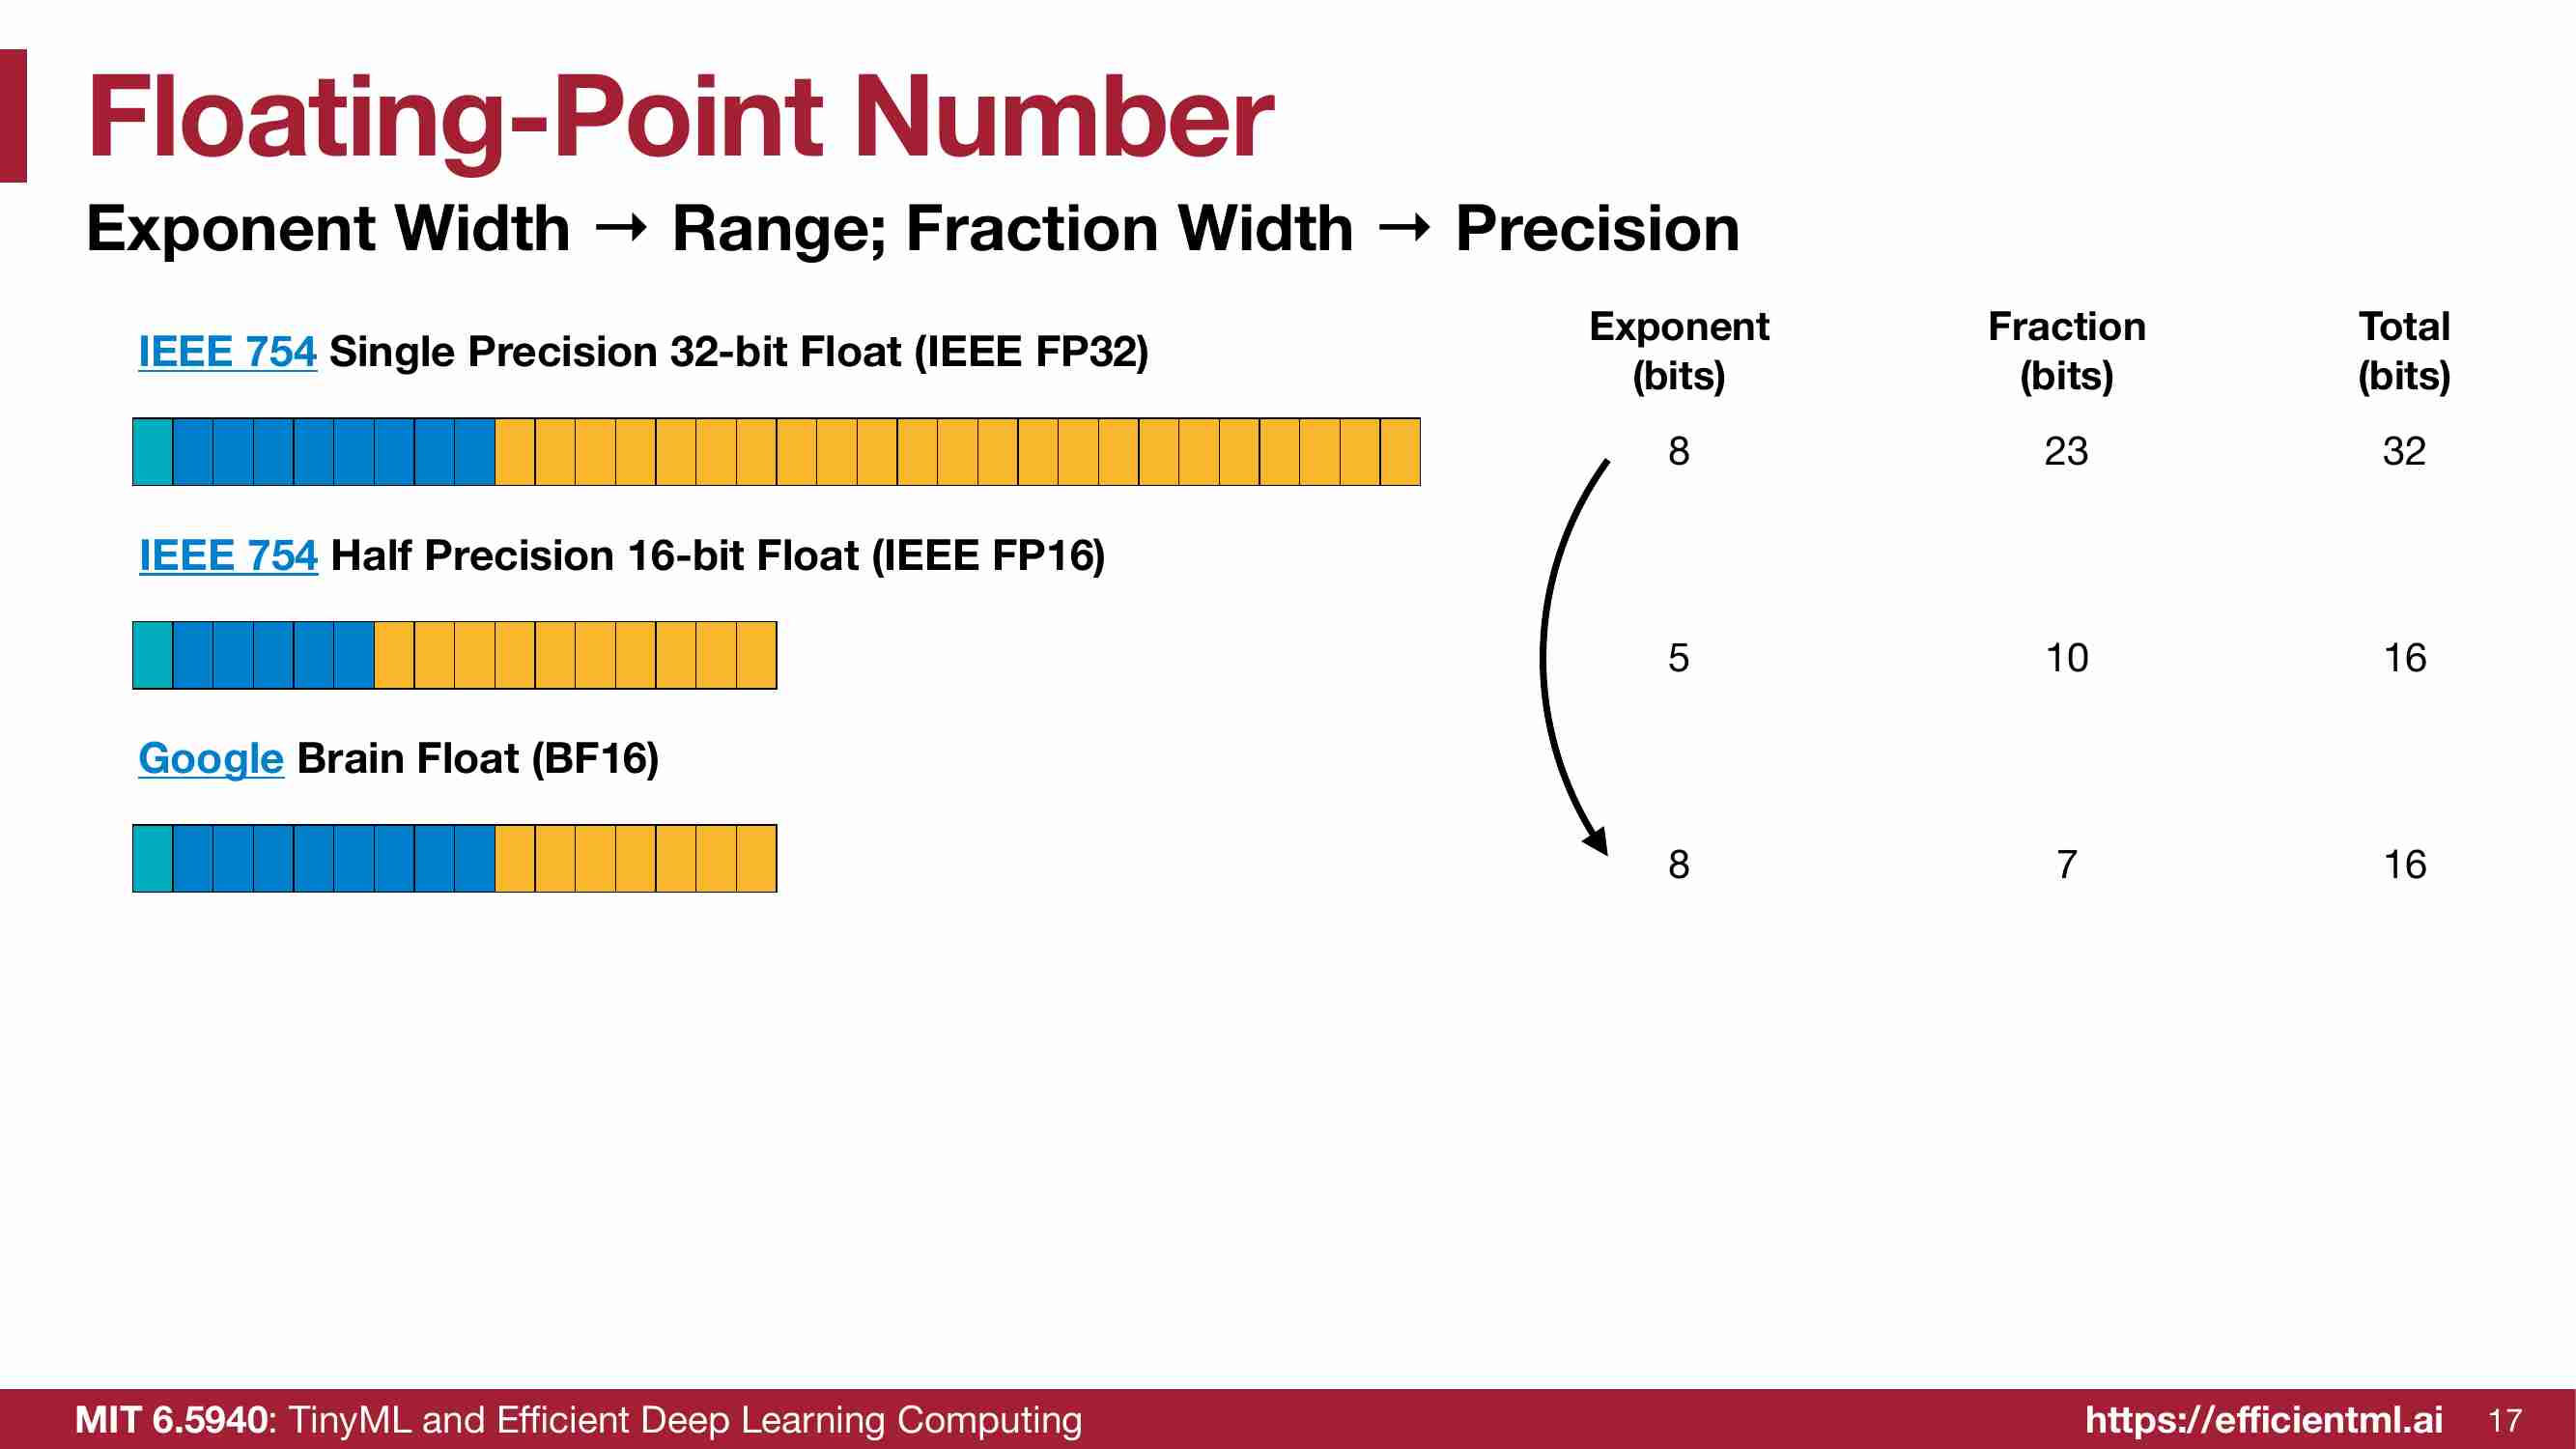 Floating-Point Number
Exponent Width → Range; Fraction Width → Precision
IEEE 754 Single Precision 32-bit Float (IEEE FP32)
Exponent (bits)
Fraction (bits)
Total (bits)
8 23 32
IEEE 754 Half Precision 16-bit Float (IEEE FP16)
5 10 16
Google Brain Float (BF16)
8 7 16
MIT 6.5940: TinyML and Efficient Deep Learning Computing
https://efficientml.ai 17